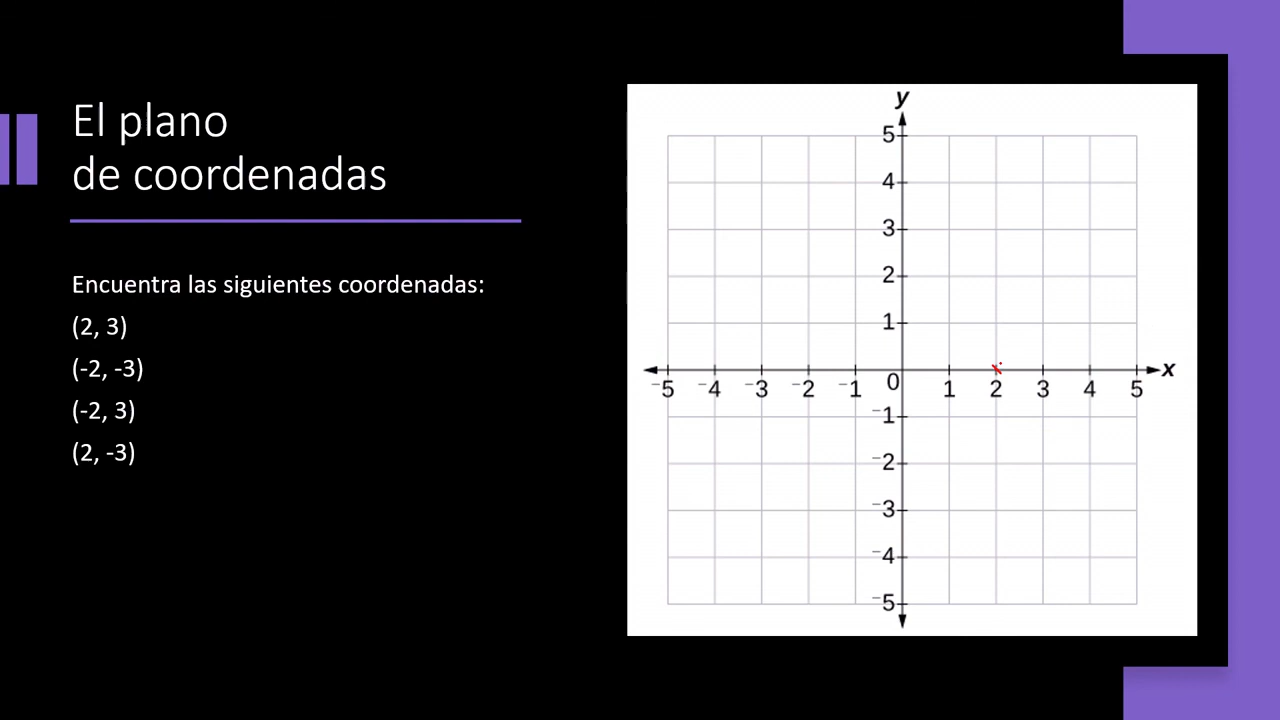 El plano
de coordenadas
Encuentra las siguientes coordenadas:
(2, 3)
(-2, -3)
(-2, 3)
(2, -3)
y
5
4
3
2
1
-5 -4 -3 -2 -1 0 1 2 3 4 5 x
-1
-2
-3
-4
-5